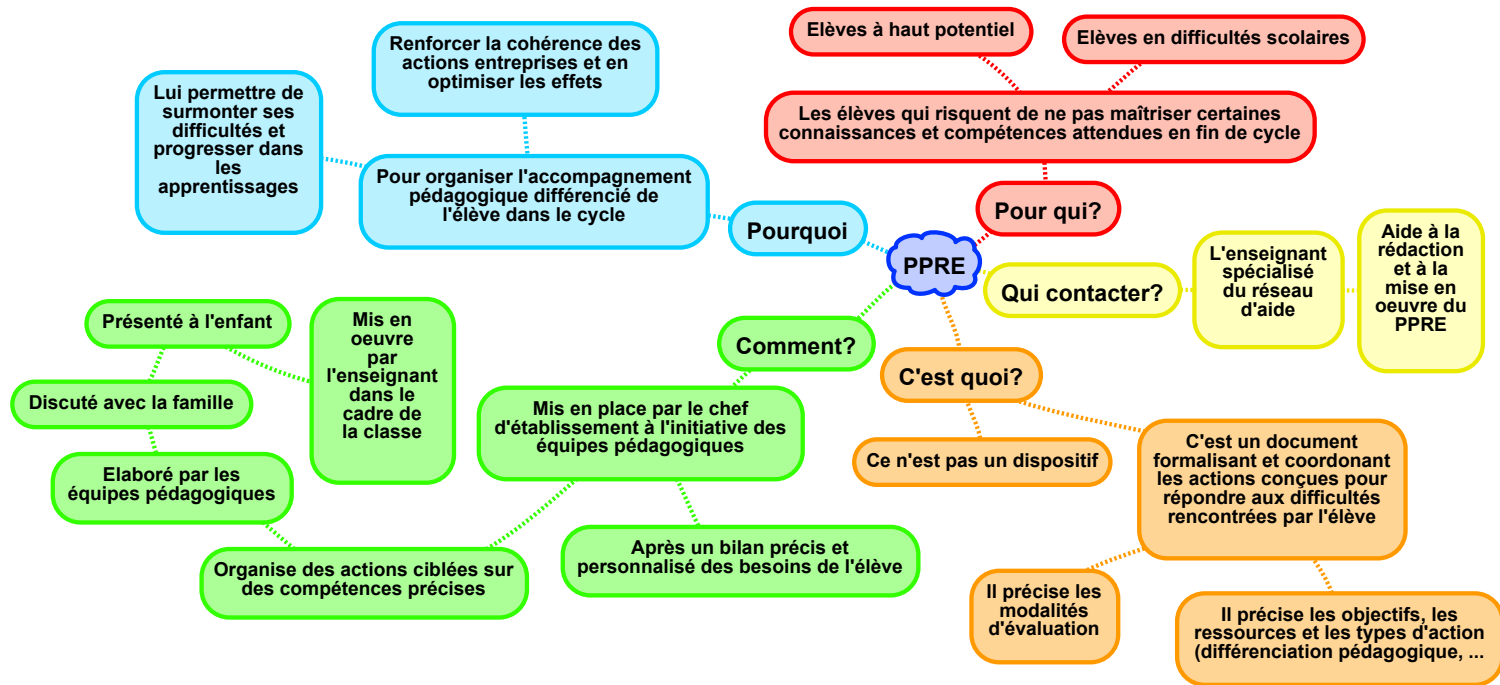 PPRE
Pourquoi
Pour organiser l'accompagnement
pédagogique différencié de
l'élève dans le cycle
Renforcer la cohérence des
actions entreprises et en
optimiser les effets
Lui permettre de
surmonter ses
difficultés et
progresser dans
les
apprentissages
Pour qui?
Les élèves qui risquent de ne pas maîtriser certaines
connaissances et compétences attendues en fin de cycle
Elèves à haut potentiel
Elèves en difficultés scolaires
Qui contacter?
L'enseignant
spécialisé
du réseau
d'aide
Aide à la
rédaction
et à la
mise en
oeuvre du
PPRE
C'est quoi?
Ce n'est pas un dispositif
C'est un document
formalisant et coordonant
les actions conçues pour
répondre aux difficultés
rencontrées par l'élève
Il précise les
modalités
d'évaluation
Il précise les objectifs, les
ressources et les types d'action
(différenciation pédagogique, ...
Comment?
Mis en place par le chef
d'établissement à l'initiative des
équipes pédagogiques
Après un bilan précis et
personnalisé des besoins de l'élève
Organise des actions ciblées sur
des compétences précises
Elaboré par les
équipes pédagogiques
Discuté avec la famille
Présenté à l'enfant
Mis en
oeuvre
par
l'enseignant
dans le
cadre de
la classe